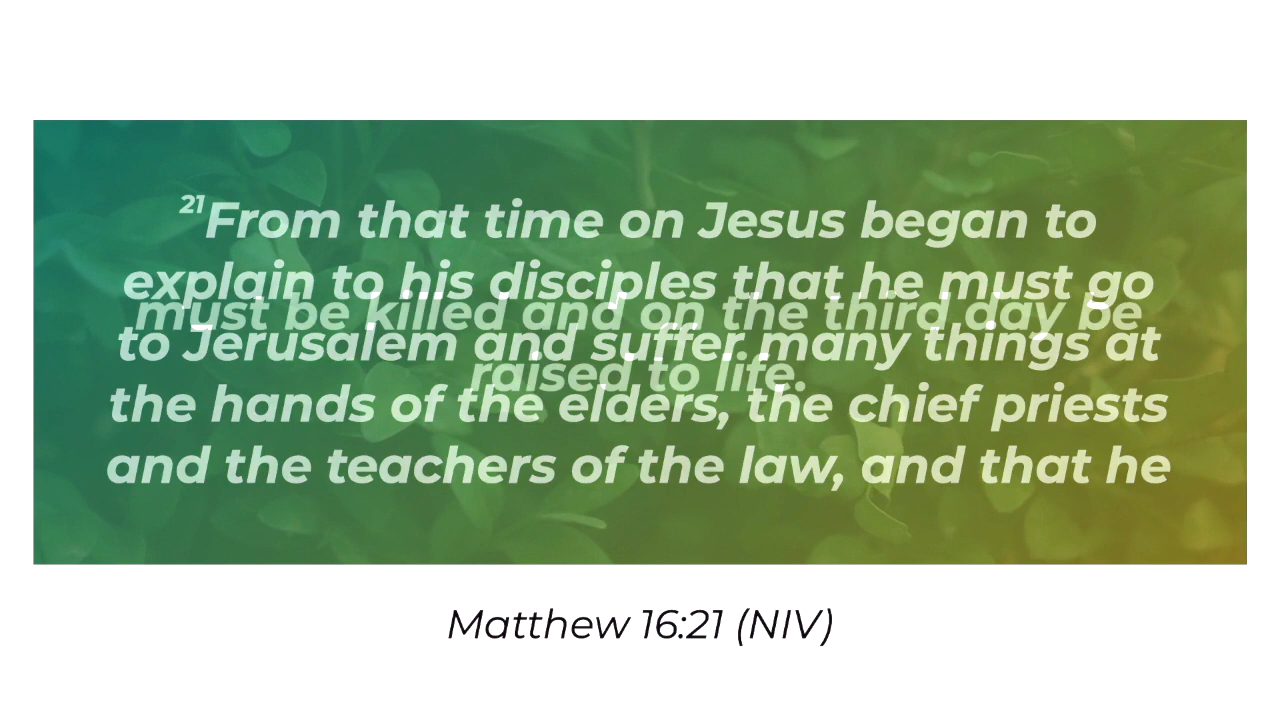 21From that time on Jesus began to
explain to his disciples that he must go
to Jerusalem and suffer many things at
the hands of the elders, the chief priests
and the teachers of the law, and that he
must be killed and on the third day be
raised to life.
Matthew 16:21 (NIV)